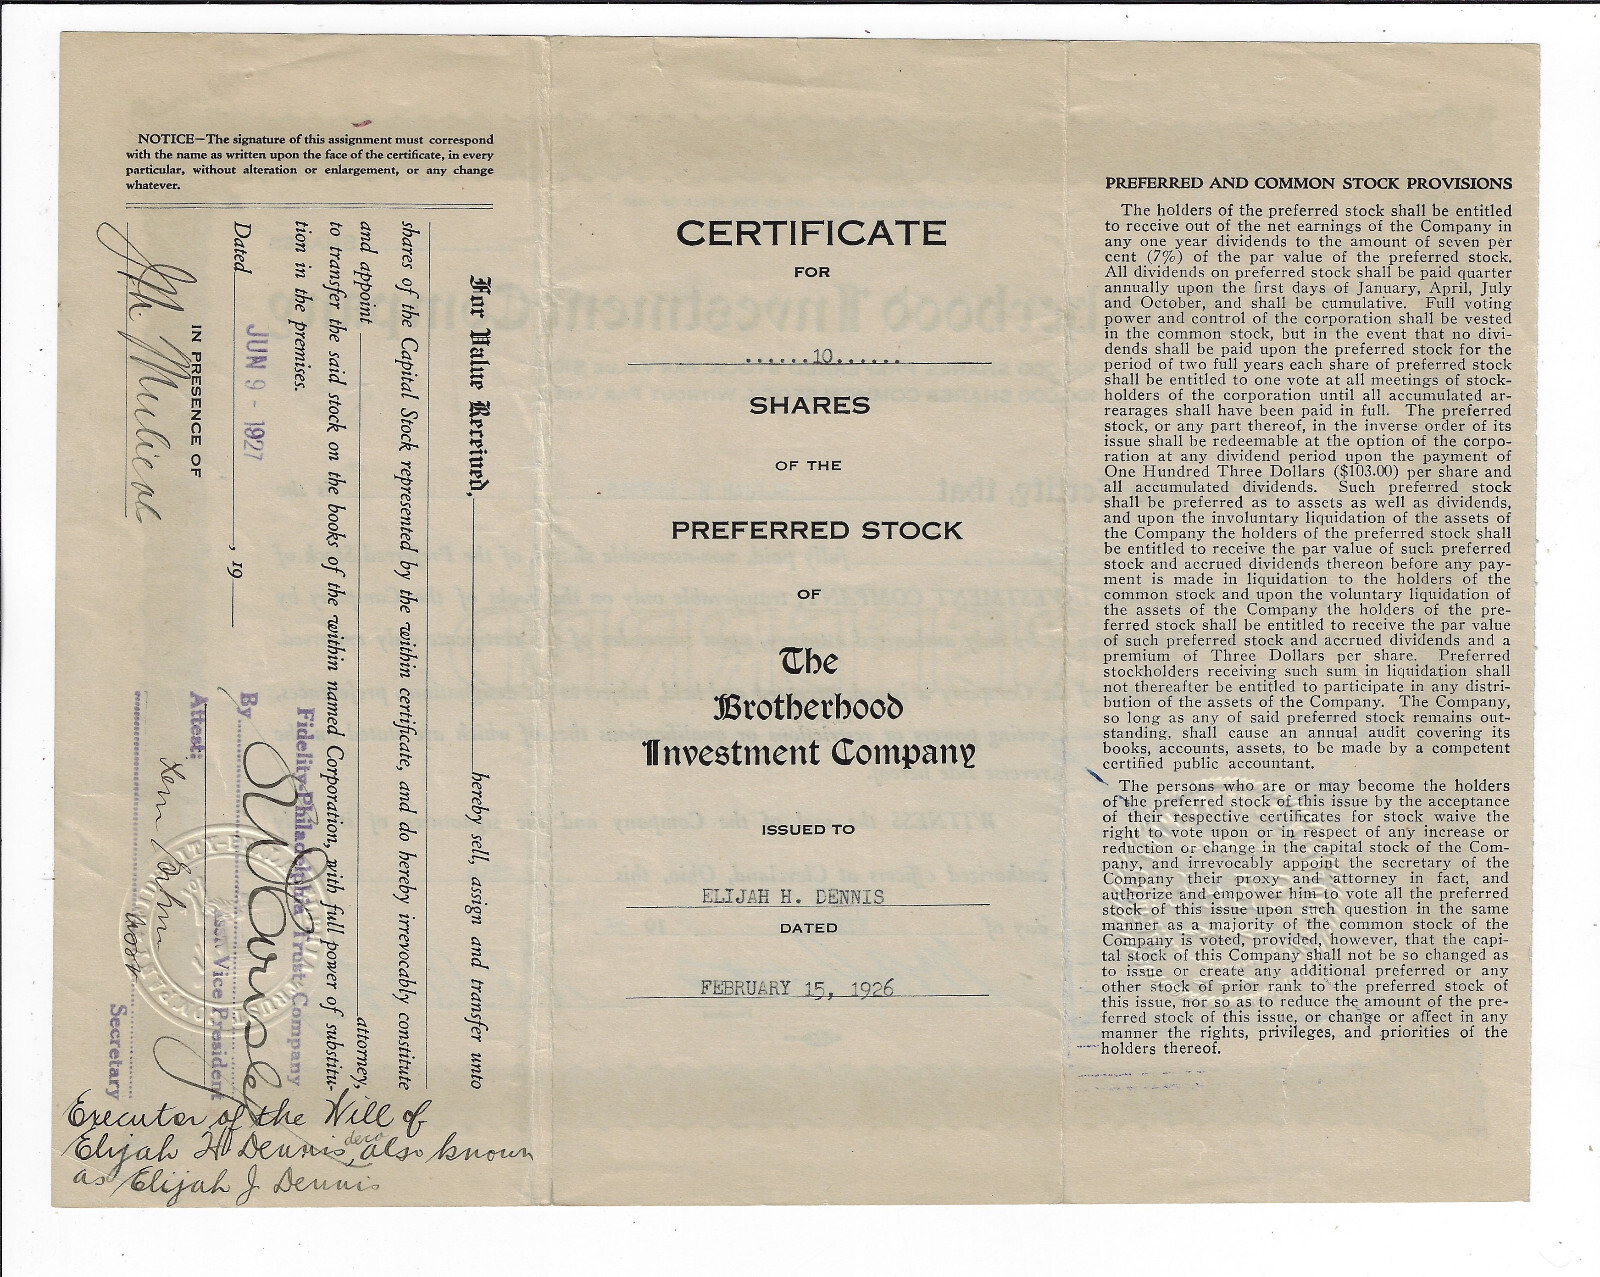 NOTICE—The signature of this assignment must correspond
with the name as written upon the face of the certificate, in every
particular, without alteration or enlargement, or any change
whatever.
For Value Received, hereby sell, assign and transfer unto
shares of the Capital Stock represented by the within certificate, and do hereby irrevocably constitute
and appoint attorney,
to transfer the said stock on the books of the within named Corporation, with full power of substitu-
tion in the premises.
Dated JUN 9 - 1927 , 19
IN PRESENCE OF
Fidelity-Philadelphia Trust Company
By
Asst. Vice President
Attest:
Asst.
Secretary
Executor of the Will of
Elijah H Dennis, decd also known
as Elijah J Dennis
CERTIFICATE
FOR
......10......
SHARES
OF THE
PREFERRED STOCK
OF
The
Brotherhood
Investment Company
ISSUED TO
ELIJAH H. DENNIS
DATED
FEBRUARY 15, 1926
PREFERRED AND COMMON STOCK PROVISIONS
The holders of the preferred stock shall be entitled
to receive out of the net earnings of the Company in
any one year dividends to the amount of seven per
cent (7%) of the par value of the preferred stock.
All dividends on preferred stock shall be paid quarter
annually upon the first days of January, April, July
and October, and shall be cumulative. Full voting
power and control of the corporation shall be vested
in the common stock, but in the event that no divi-
dends shall be paid upon the preferred stock for the
period of two full years each share of preferred stock
shall be entitled to one vote at all meetings of stock-
holders of the corporation until all accumulated ar-
rearages shall have been paid in full. The preferred
stock, or any part thereof, in the inverse order of its
issue shall be redeemable at the option of the corpo-
ration at any dividend period upon the payment of
One Hundred Three Dollars ($103.00) per share and
all accumulated dividends. Such preferred stock
shall be preferred as to assets as well as dividends,
and upon the involuntary liquidation of the assets of
the Company the holders of the preferred stock shall
be entitled to receive the par value of such preferred
stock and accrued dividends thereon before any pay-
ment is made in liquidation to the holders of the
common stock and upon the voluntary liquidation of
the assets of the Company the holders of the pre-
ferred stock shall be entitled to receive the par value
of such preferred stock and accrued dividends and a
premium of Three Dollars per share. Preferred
stockholders receiving such sum in liquidation shall
not thereafter be entitled to participate in any distri-
bution of the assets of the Company. The Company,
so long as any of said preferred stock remains out-
standing, shall cause an annual audit covering its
books, accounts, assets, to be made by a competent
certified public accountant.
The persons who are or may become the holders
of the preferred stock of this issue by the acceptance
of their respective certificates for stock waive the
right to vote upon or in respect of any increase or
reduction or change in the capital stock of the Com-
pany, and irrevocably appoint the secretary of the
Company their proxy and attorney in fact, and
authorize and empower him to vote all the preferred
stock of this issue upon such question in the same
manner as a majority of the common stock of the
Company is voted, provided, however, that the capi-
tal stock of this Company shall not be so changed as
to issue or create any additional preferred or any
other stock of prior rank to the preferred stock of
this issue, nor so as to reduce the amount of the pre-
ferred stock of this issue, or change or affect in any
manner the rights, privileges, and priorities of the
holders thereof.